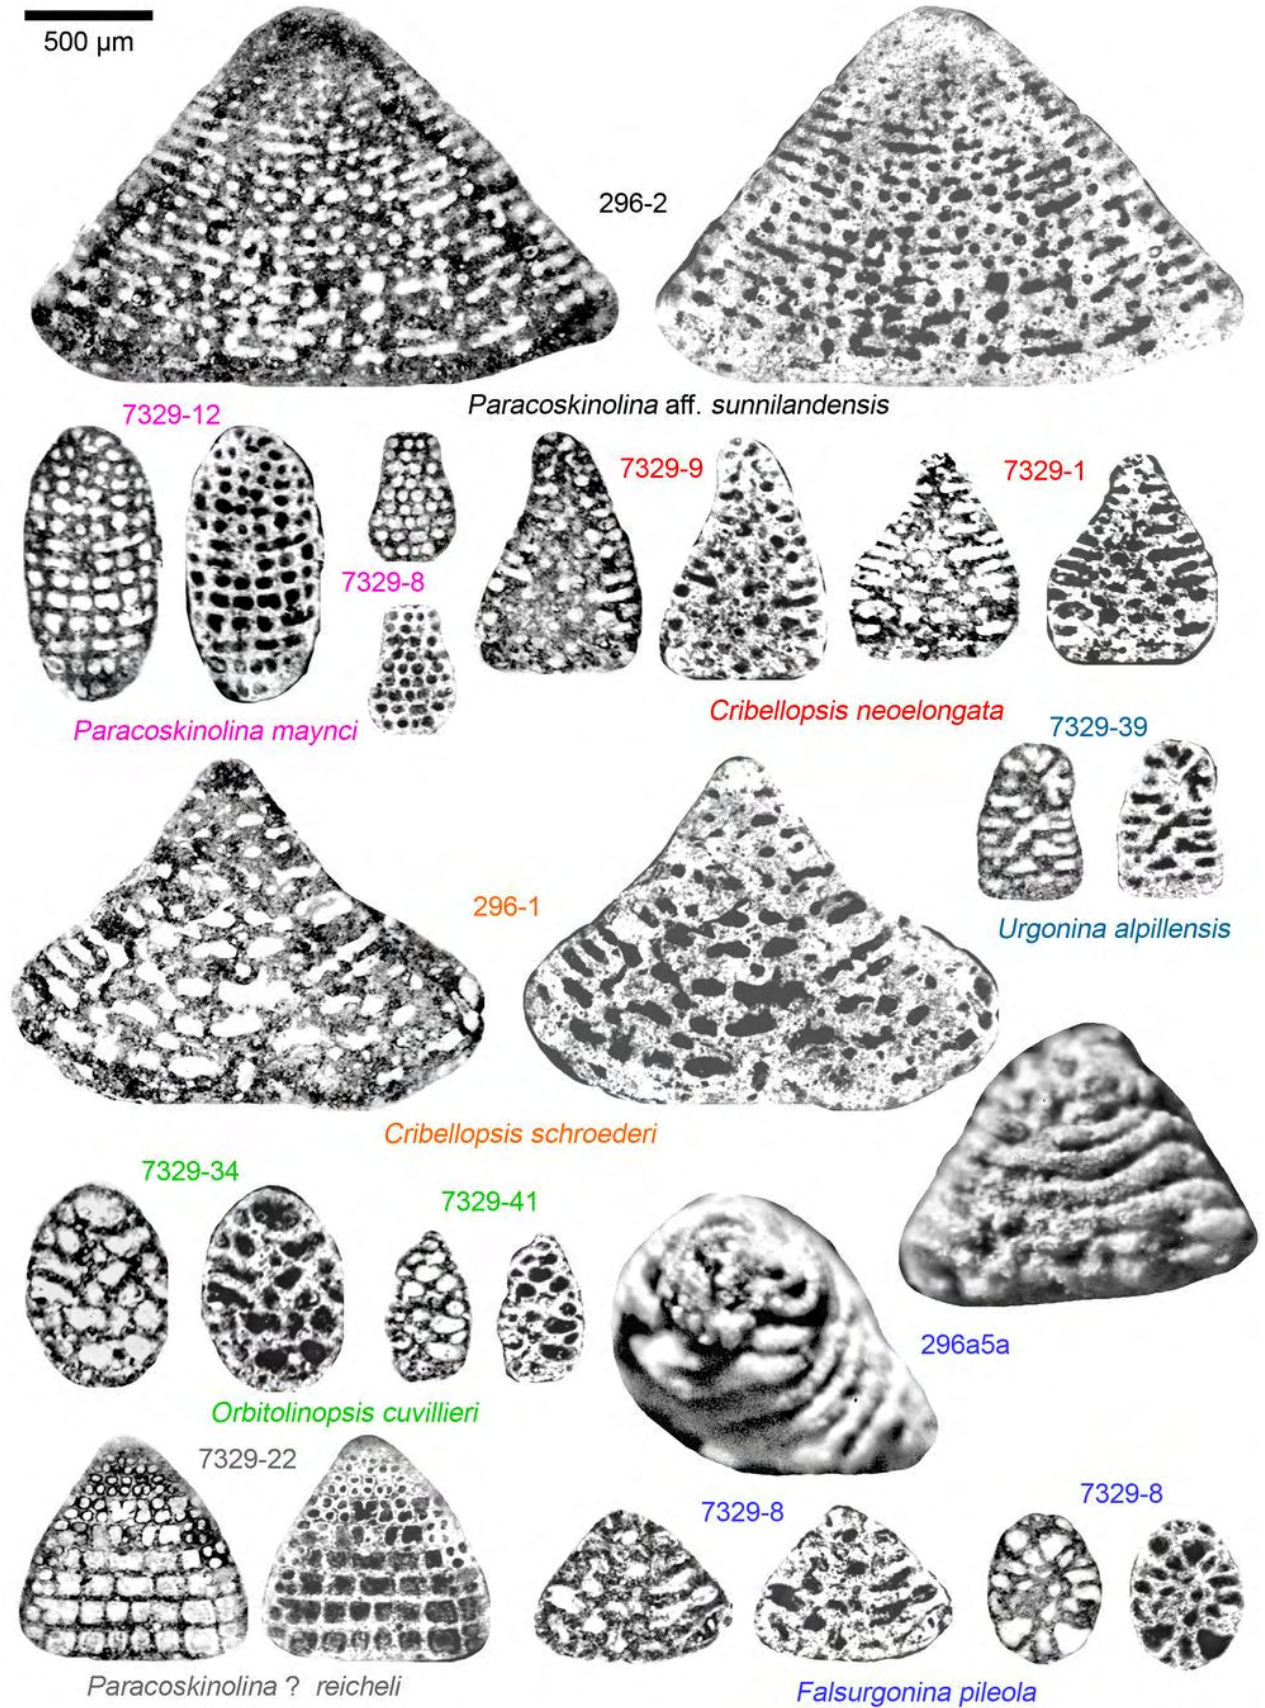 500 µm
296-2
Paracoskinolina aff. sunnilandensis
7329-12
7329-9
7329-1
7329-8
Paracoskinolina maynci
Cribellopsis neoelongata
7329-39
Urgonina alpillensis
296-1
Cribellopsis schroederi
7329-34
7329-41
296a5a
Orbitolinopsis cuvillieri
7329-22
7329-8
7329-8
Paracoskinolina ? reicheli
Falsurgonina pileola